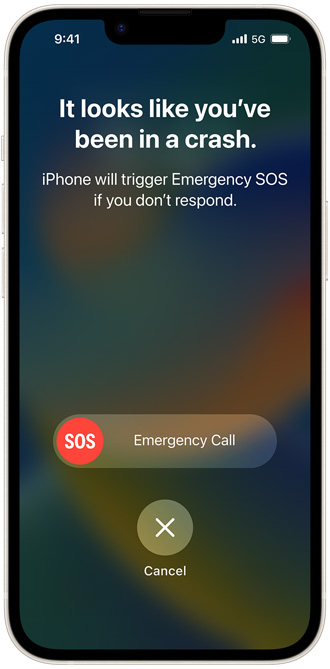 9:41 5G
It looks like you’ve
been in a crash.
iPhone will trigger Emergency SOS
if you don’t respond.
SOS Emergency Call
Cancel